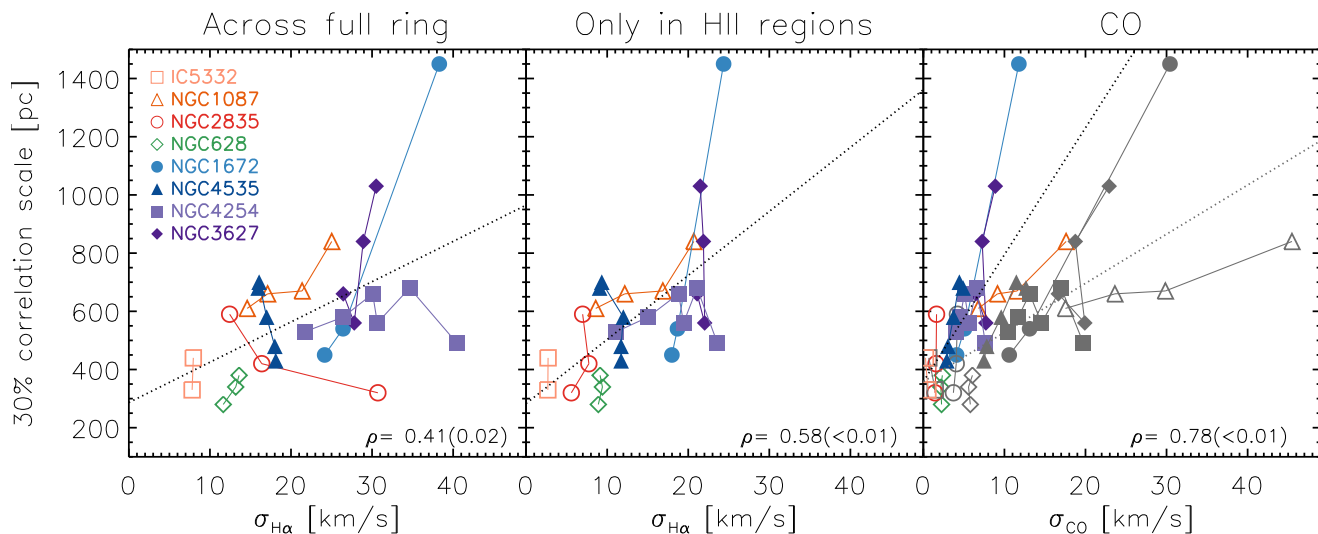 Across full ring
Only in HII regions
CO
30% correlation scale [pc]
1400
1200
1000
800
600
400
200
IC5332
NGC1087
NGC2835
NGC628
NGC1672
NGC4535
NGC4254
NGC3627
ρ= 0.41(0.02)
ρ= 0.58(<0.01)
ρ= 0.78(<0.01)
0 10 20 30 40
0 10 20 30 40
0 10 20 30 40
σHα [km/s]
σHα [km/s]
σCO [km/s]